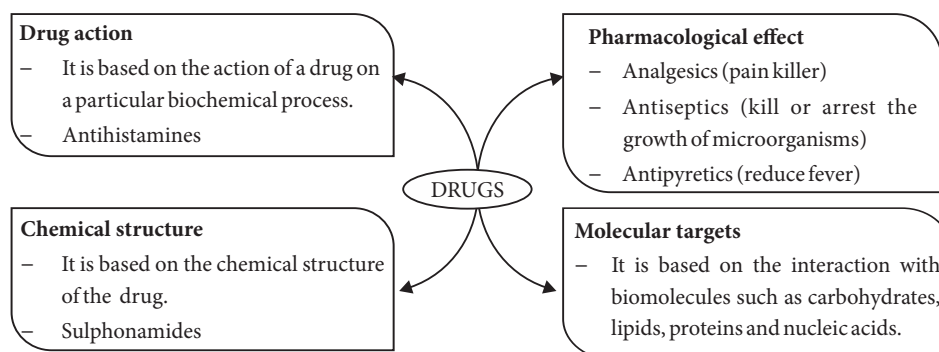 Drug action
– It is based on the action of a drug on
a particular biochemical process.
– Antihistamines
Pharmacological effect
– Analgesics (pain killer)
– Antiseptics (kill or arrest the
growth of microorganisms)
– Antipyretics (reduce fever)
DRUGS
Chemical structure
– It is based on the chemical structure
of the drug.
– Sulphonamides
Molecular targets
– It is based on the interaction with
biomolecules such as carbohydrates,
lipids, proteins and nucleic acids.